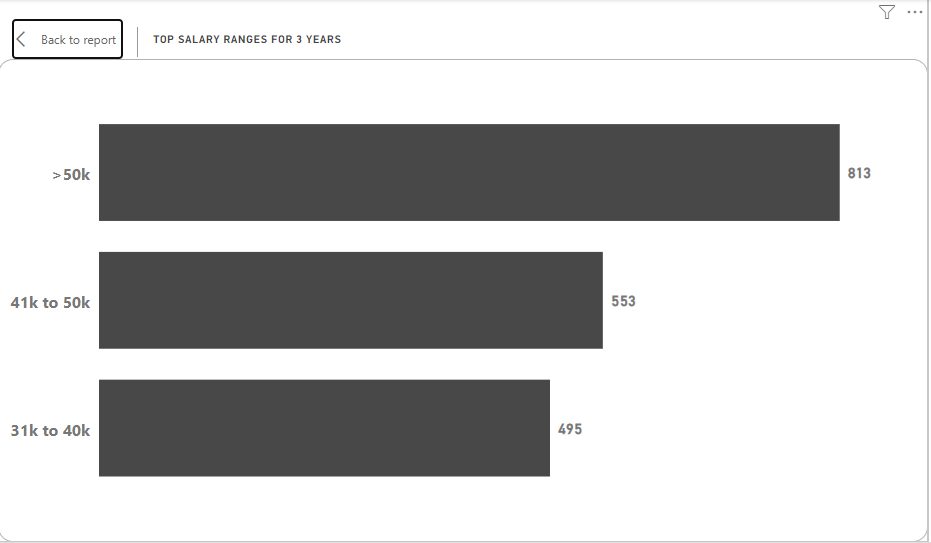 Back to report
TOP SALARY RANGES FOR 3 YEARS
>50k
813
41k to 50k
553
31k to 40k
495